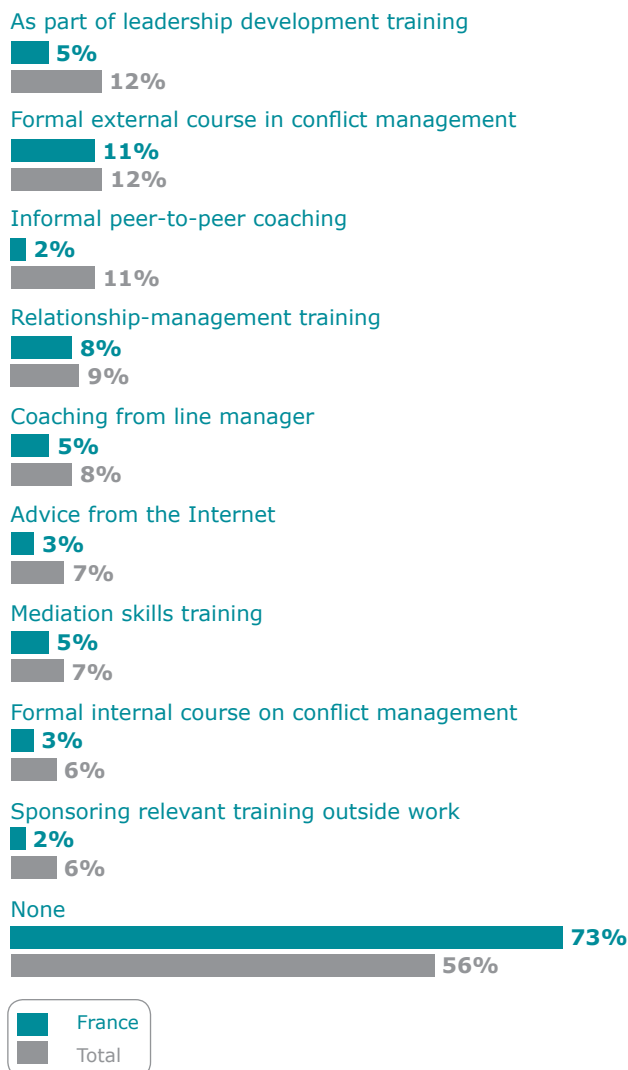 As part of leadership development training
5%
12%
Formal external course in conflict management
11%
12%
Informal peer-to-peer coaching
2%
11%
Relationship-management training
8%
9%
Coaching from line manager
5%
8%
Advice from the Internet
3%
7%
Mediation skills training
5%
7%
Formal internal course on conflict management
3%
6%
Sponsoring relevant training outside work
2%
6%
None
73%
56%
France
Total